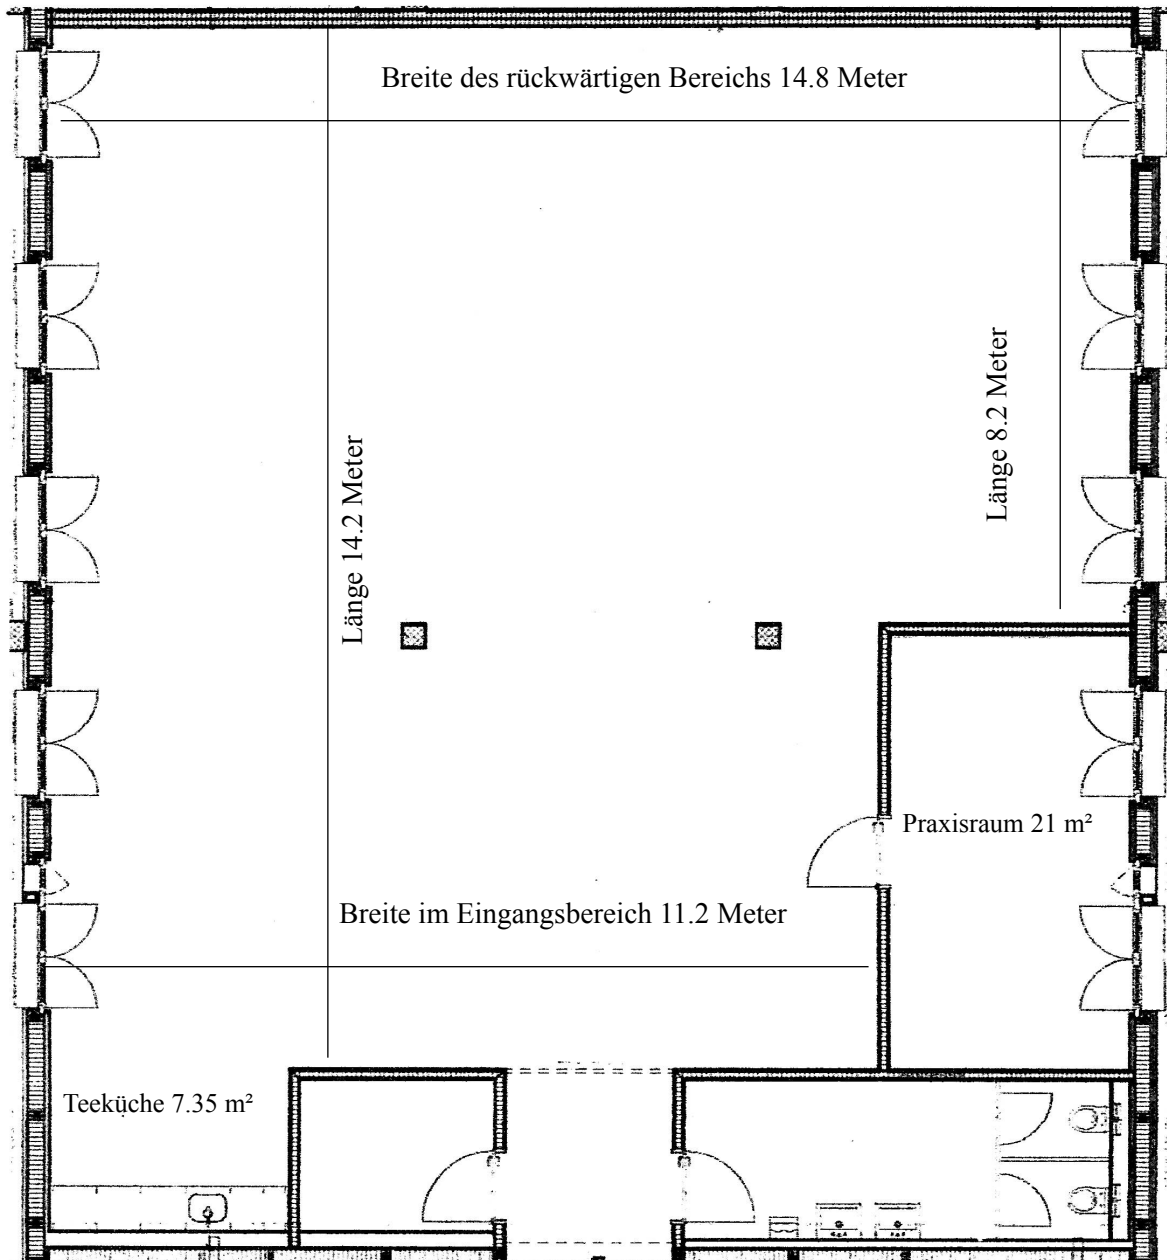 Breite des rückwärtigen Bereichs 14.8 Meter
Länge 8.2 Meter
Länge 14.2 Meter
Praxisraum 21 m²
Breite im Eingangsbereich 11.2 Meter
Teeküche 7.35 m²